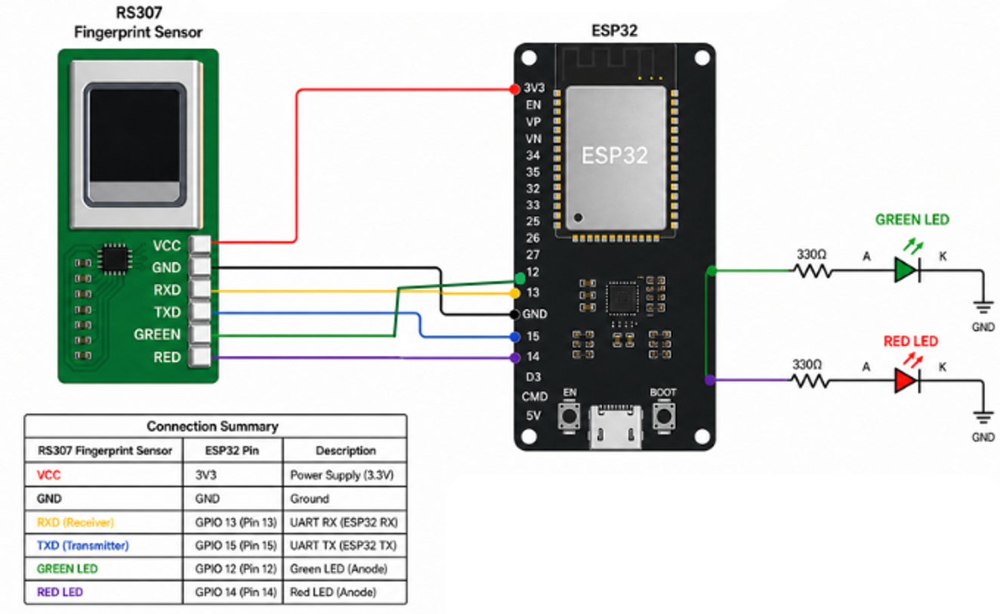 RS307
Fingerprint Sensor
ESP32
3V3
EN
VP
VN
34
35
32
33
25
26
27
12
13
GND
15
14
D3
CMD
5V
ESP32
EN
BOOT
VCC
GND
RXD
TXD
GREEN
RED
GREEN LED
330Ω
A
K
GND
RED LED
330Ω
A
K
GND
Connection Summary
RS307 Fingerprint Sensor ESP32 Pin Description
VCC 3V3 Power Supply (3.3V)
GND GND Ground
RXD (Receiver) GPIO 13 (Pin 13) UART RX (ESP32 RX)
TXD (Transmitter) GPIO 15 (Pin 15) UART TX (ESP32 TX)
GREEN LED GPIO 12 (Pin 12) Green LED (Anode)
RED LED GPIO 14 (Pin 14) Red LED (Anode)